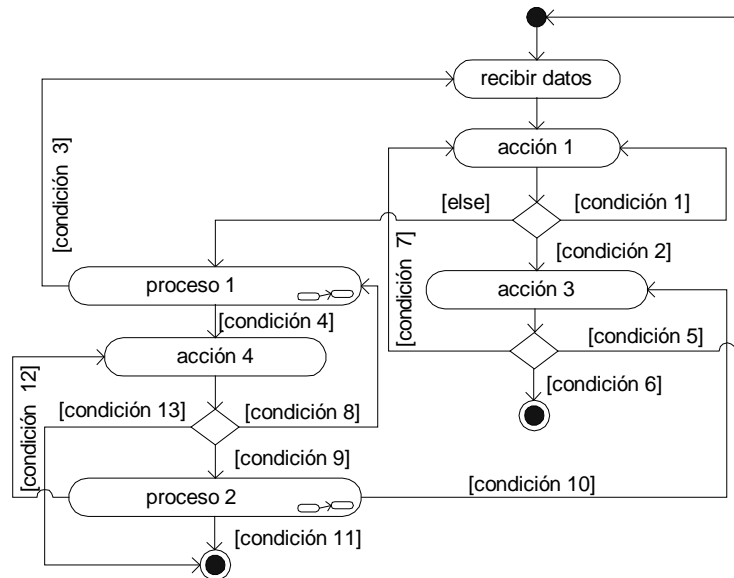 recibir datos
acción 1
[condición 3]
[else]
[condición 1]
[condición 7]
[condición 2]
proceso 1
acción 3
[condición 4]
[condición 5]
acción 4
[condición 6]
[condición 12]
[condición 13]
[condición 8]
[condición 9]
proceso 2
[condición 10]
[condición 11]